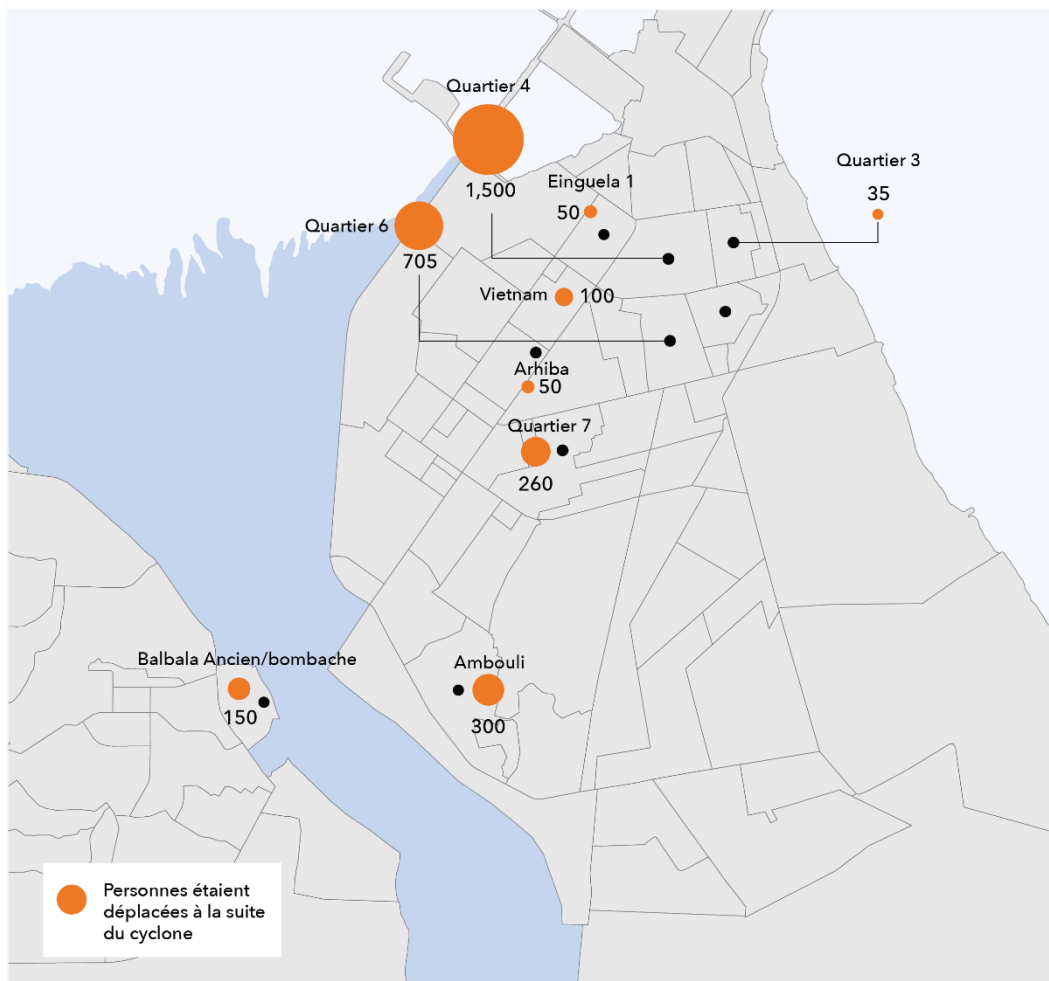 Quartier 4
1,500
Einguela 1
50
Quartier 3
35
Quartier 6
705
Vietnam
100
Arhiba
50
Quartier 7
260
Balbala Ancien/bombache
150
Ambouli
300
Personnes étaient
déplacées à la suite
du cyclone